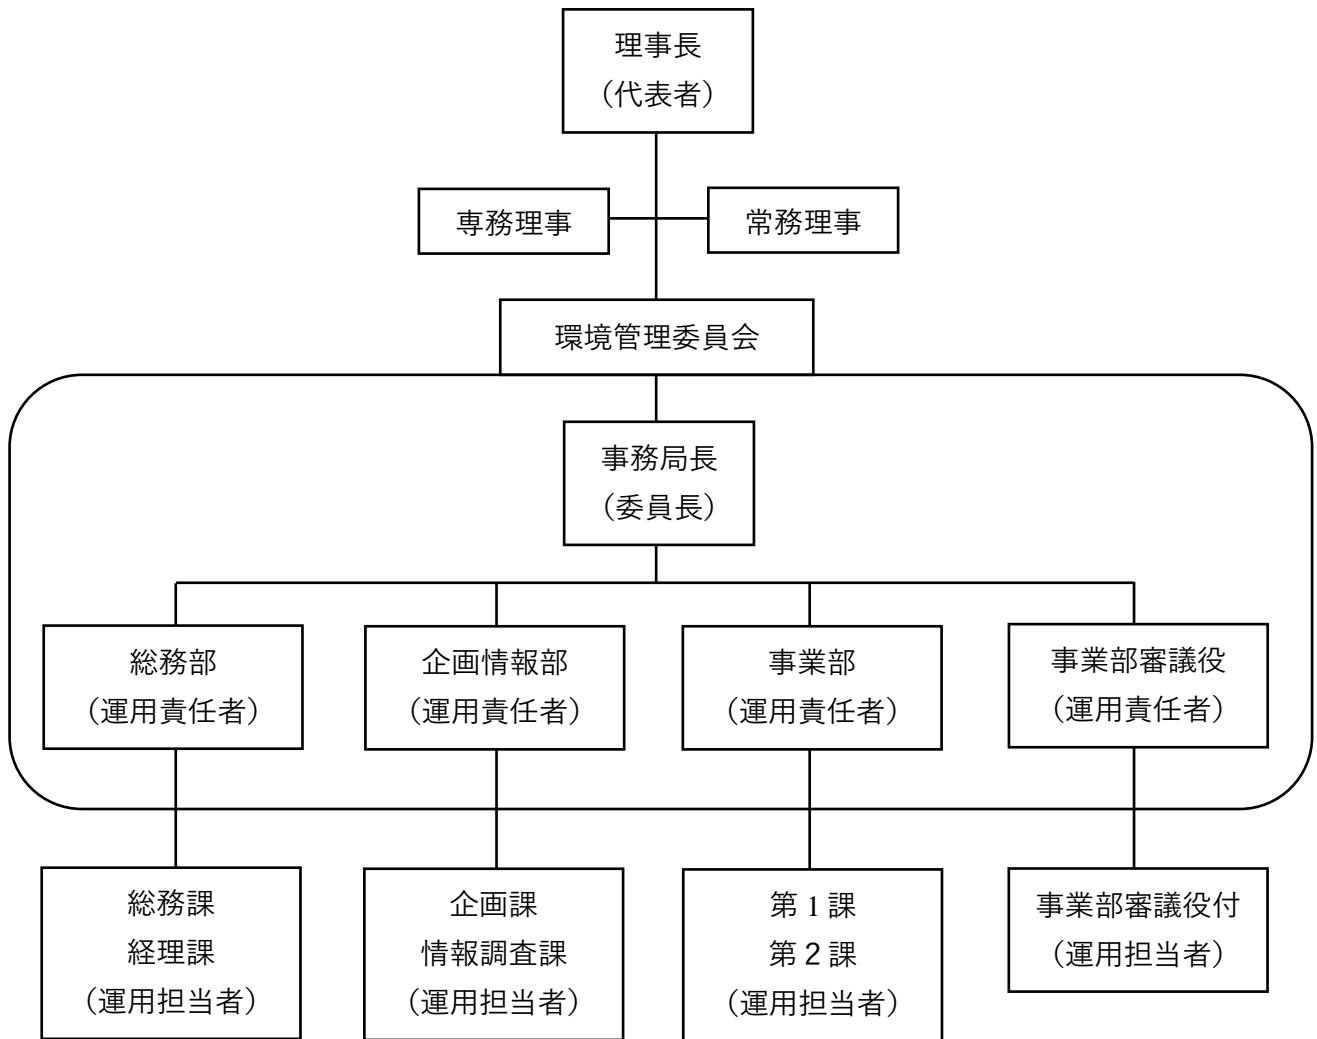 理事長
（代表者）
専務理事
常務理事
環境管理委員会
事務局長
（委員長）
総務部
（運用責任者）
企画情報部
（運用責任者）
事業部
（運用責任者）
事業部審議役
（運用責任者）
総務課
経理課
（運用担当者）
企画課
情報調査課
（運用担当者）
第1課
第２課
（運用担当者）
事業部審議役付
（運用担当者）